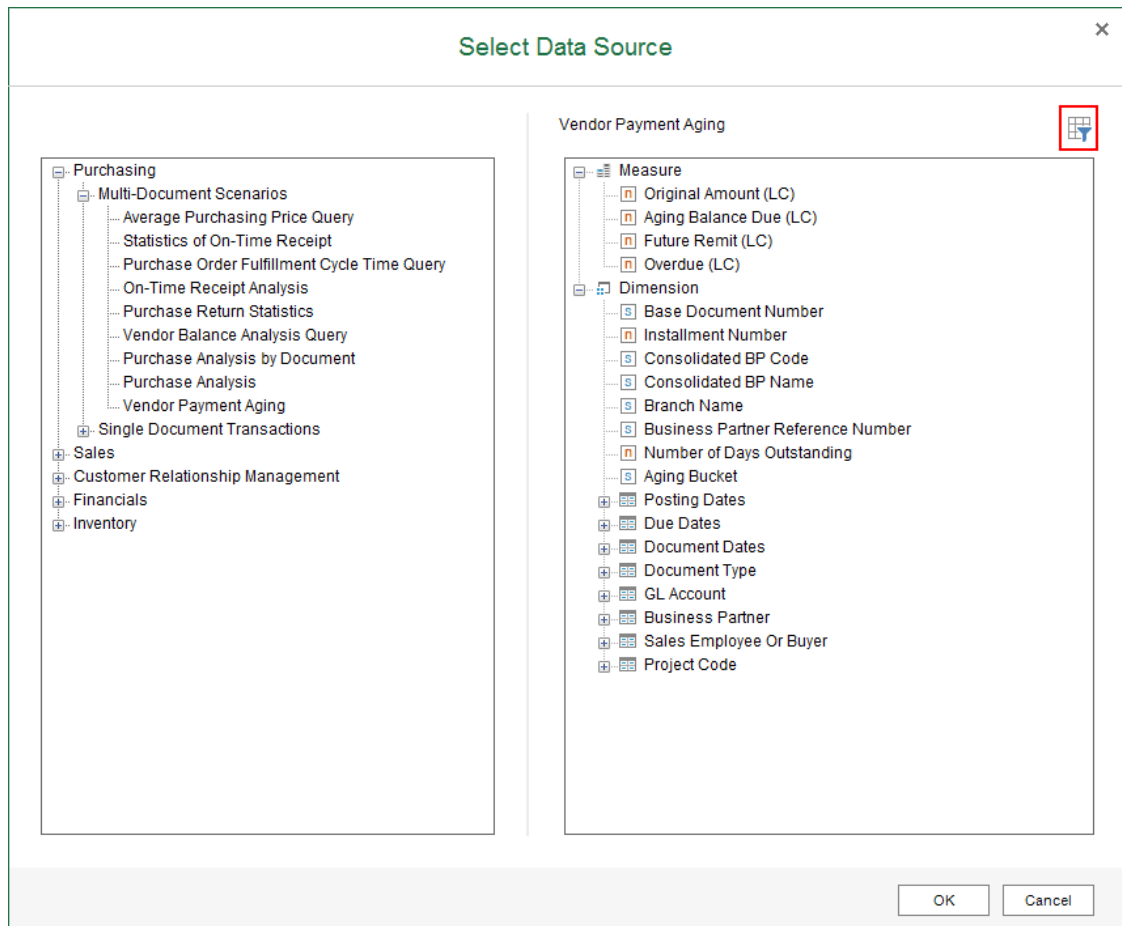 Select Data Source
Vendor Payment Aging
Purchasing
Multi-Document Scenarios
Average Purchasing Price Query
Statistics of On-Time Receipt
Purchase Order Fulfillment Cycle Time Query
On-Time Receipt Analysis
Purchase Return Statistics
Vendor Balance Analysis Query
Purchase Analysis by Document
Purchase Analysis
Vendor Payment Aging
Single Document Transactions
Sales
Customer Relationship Management
Financials
Inventory
Measure
n Original Amount (LC)
n Aging Balance Due (LC)
n Future Remit (LC)
n Overdue (LC)
Dimension
s Base Document Number
n Installment Number
s Consolidated BP Code
s Consolidated BP Name
s Branch Name
s Business Partner Reference Number
n Number of Days Outstanding
s Aging Bucket
Posting Dates
Due Dates
Document Dates
Document Type
GL Account
Business Partner
Sales Employee Or Buyer
Project Code
OK
Cancel